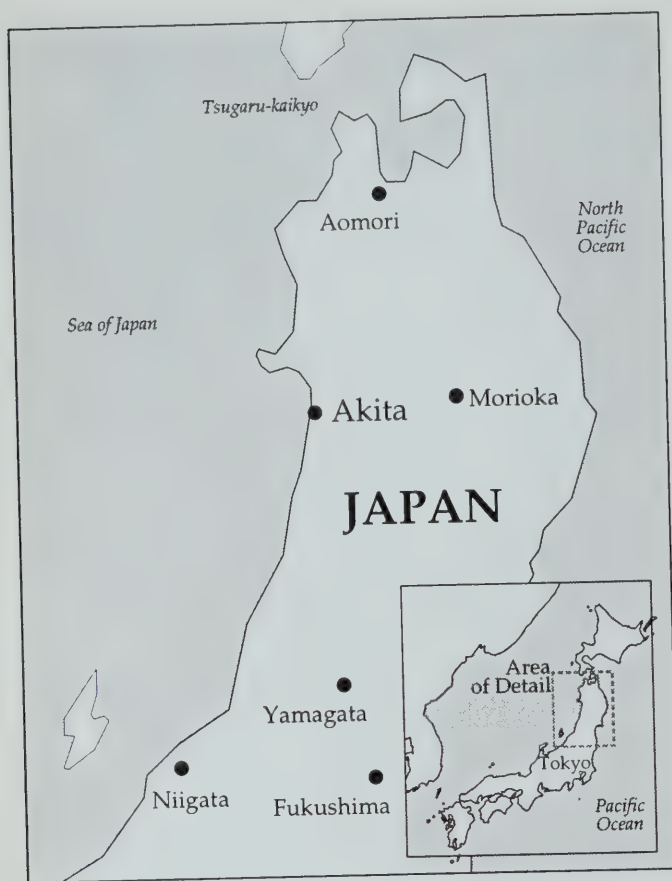 Tsugaru-kaikyo
Aomori
North
Pacific
Ocean
Sea of Japan
Akita
Morioka
JAPAN
Yamagata
Niigata
Fukushima
Area
of Detail
Tokyo
Pacific
Ocean